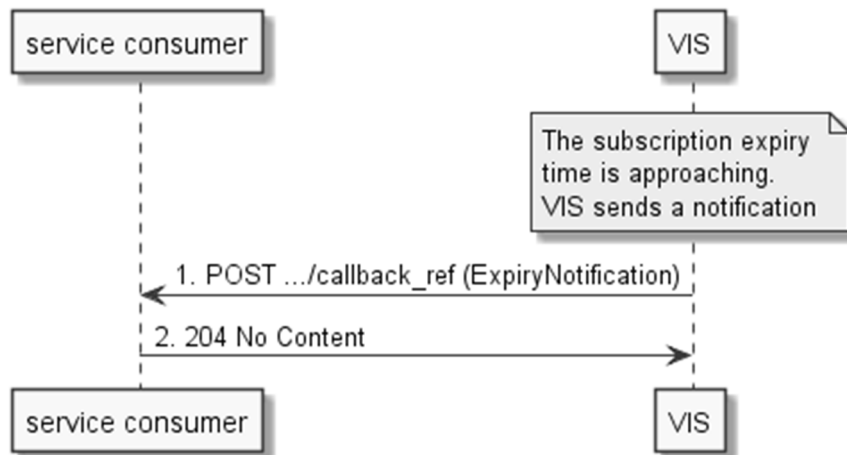 service consumer
VIS
The subscription expiry
time is approaching.
VIS sends a notification
1. POST .../callback_ref (ExpiryNotification)
2. 204 No Content
service consumer
VIS